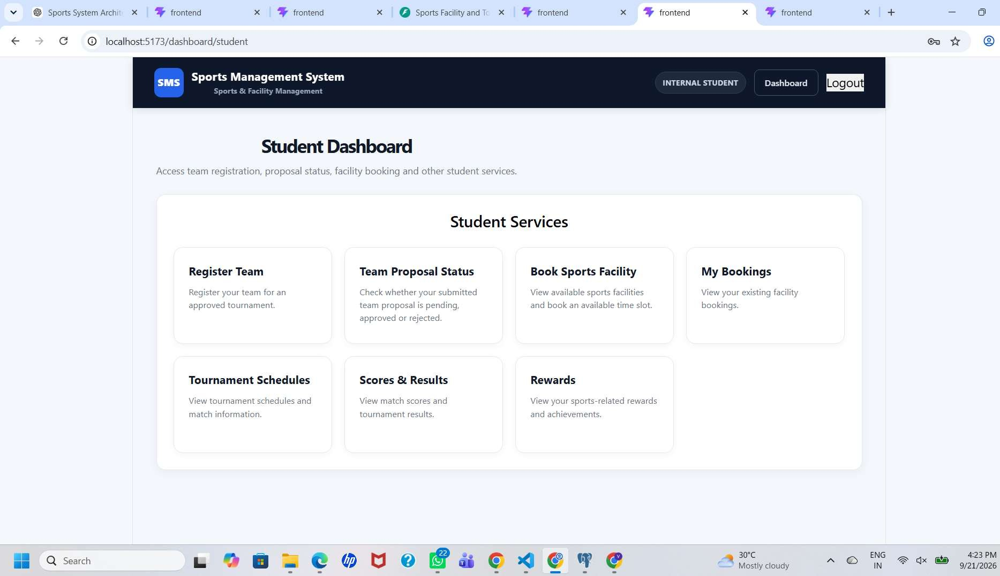 Sports System Archit
frontend
frontend
Sports Facility and To
frontend
frontend
frontend
localhost:5173/dashboard/student
SMS
Sports Management System
Sports & Facility Management
INTERNAL STUDENT
Dashboard
Logout
Student Dashboard
Access team registration, proposal status, facility booking and other student services.
Student Services
Register Team
Register your team for an
approved tournament.
Team Proposal Status
Check whether your submitted
team proposal is pending,
approved or rejected.
Book Sports Facility
View available sports facilities
and book an available time slot.
My Bookings
View your existing facility
bookings.
Tournament Schedules
View tournament schedules and
match information.
Scores & Results
View match scores and
tournament results.
Rewards
View your sports-related rewards
and achievements.
Search
hp
22
T
V
30°C
Mostly cloudy
ENG
IN
4:23 PM
9/21/2026